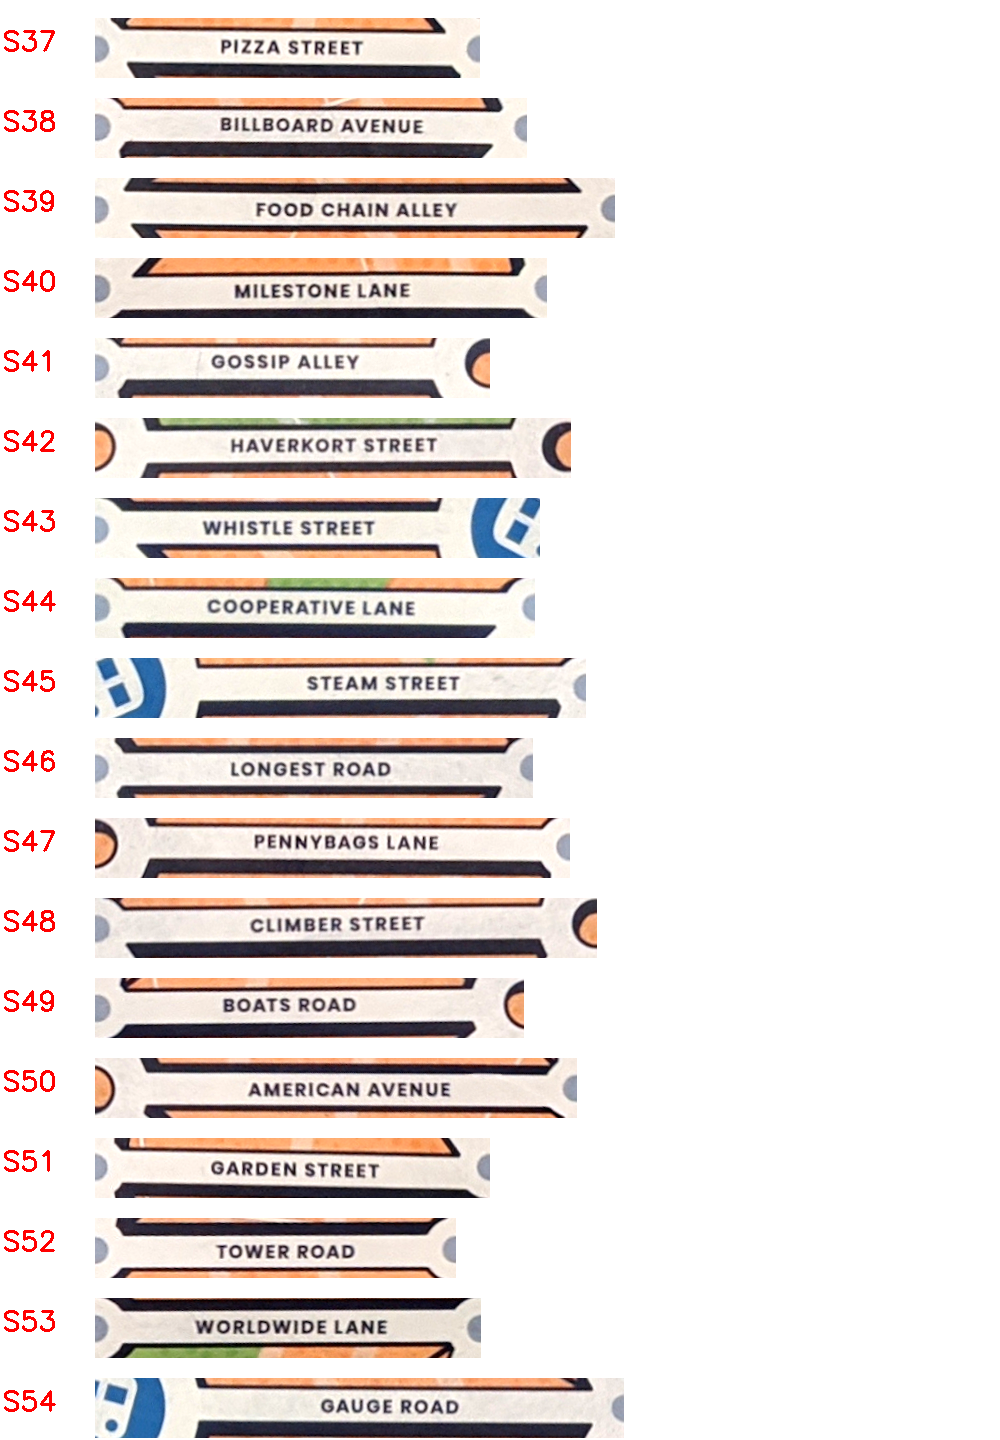 S37 PIZZA STREET
S38 BILLBOARD AVENUE
S39 FOOD CHAIN ALLEY
S40 MILESTONE LANE
S41 GOSSIP ALLEY
S42 HAVERKORT STREET
S43 WHISTLE STREET
S44 COOPERATIVE LANE
S45 STEAM STREET
S46 LONGEST ROAD
S47 PENNYBAGS LANE
S48 CLIMBER STREET
S49 BOATS ROAD
S50 AMERICAN AVENUE
S51 GARDEN STREET
S52 TOWER ROAD
S53 WORLDWIDE LANE
S54 GAUGE ROAD